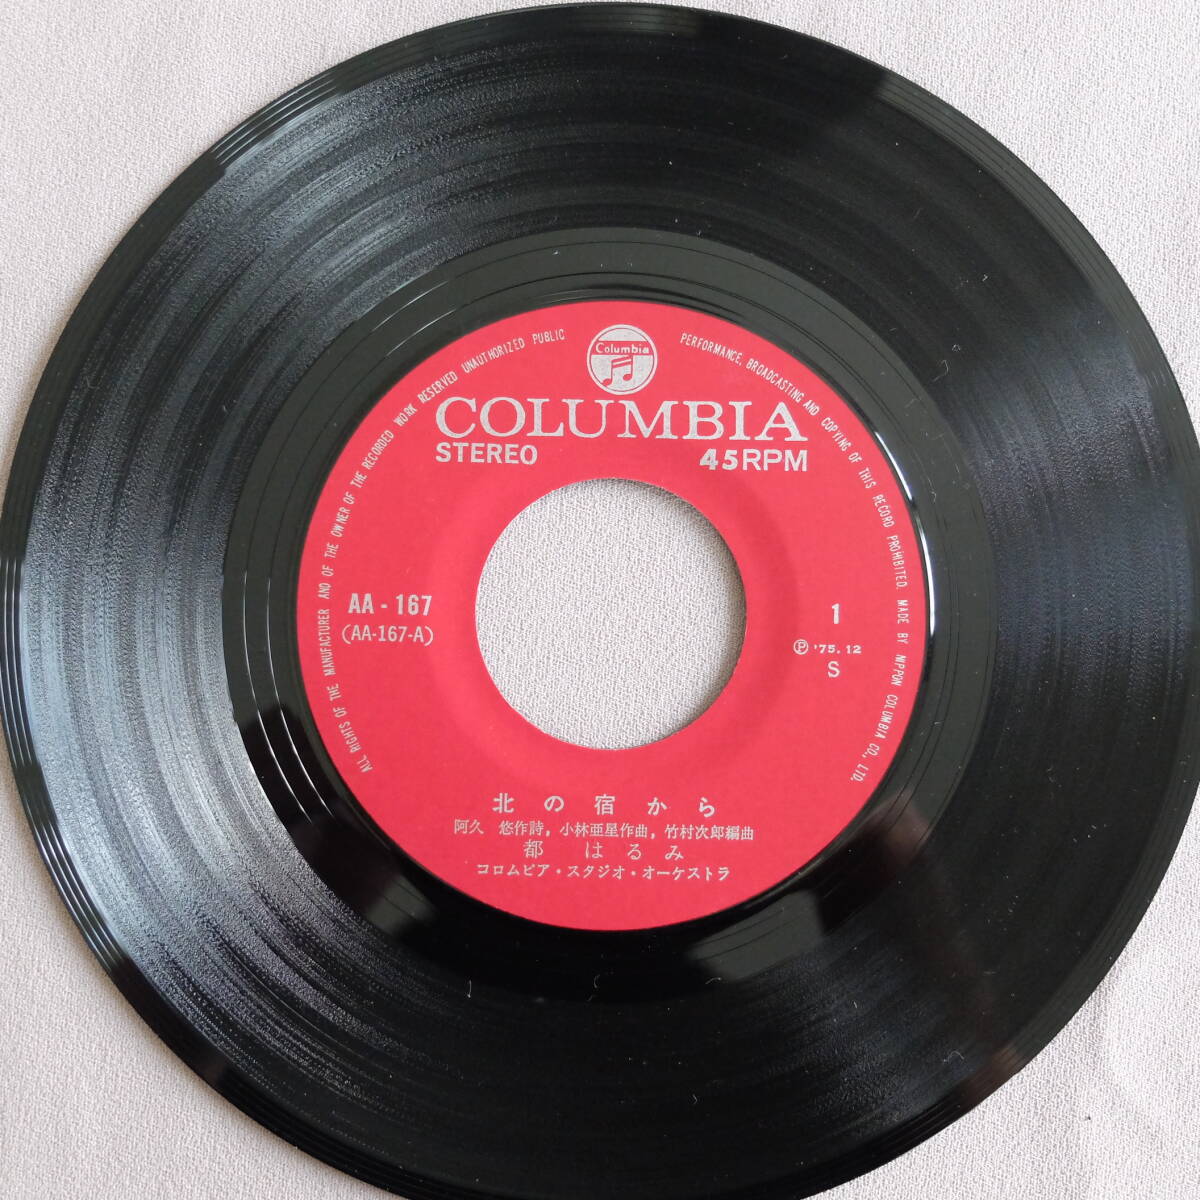 ALL RIGHTS OF THE MANUFACTURER AND OF THE OWNER OF THE RECORDED WORK RESERVED UNAUTHORIZED PUBLIC PERFORMANCE, BROADCASTING AND COPYING OF THIS RECORD PROHIBITED. MADE BY NIPPON COLUMBIA CO., LTD.
Columbia
COLUMBIA
STEREO 45RPM
AA - 167 1
(AA-167-A) Ⓟ '75.12
S
北の宿から
阿久 悠作詩, 小林亜星作曲, 竹村次郎編曲
都 はるみ
コロムビア・スタジオ・オーケストラ